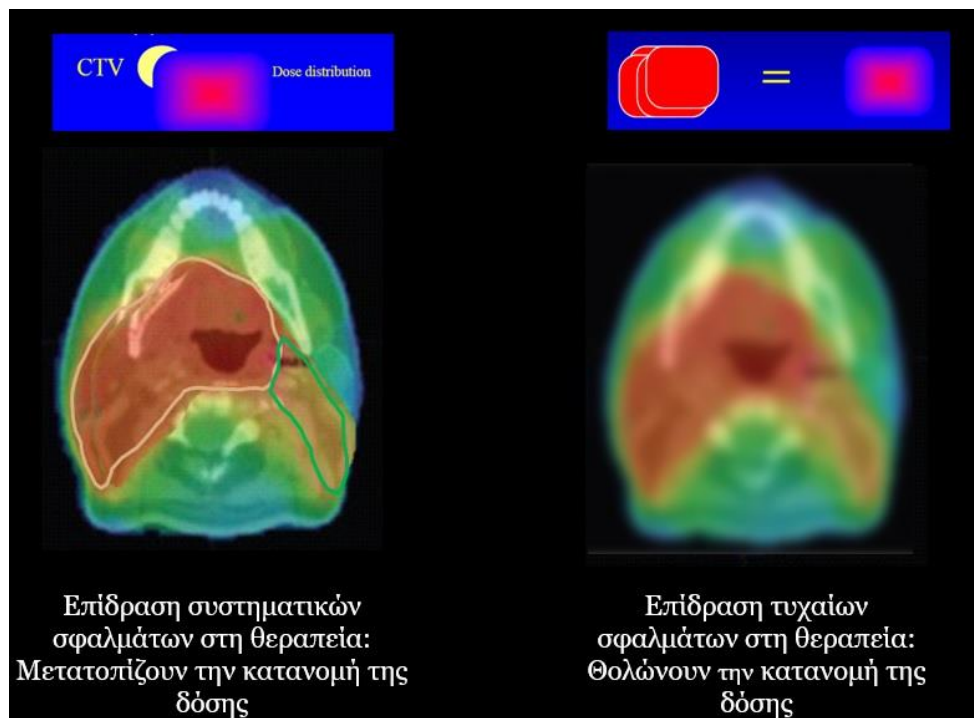 CTV
Dose distribution
=
Επίδραση συστηματικών
σφαλμάτων στη θεραπεία:
Μετατοπίζουν την κατανομή της
δόσης
Επίδραση τυχαίων
σφαλμάτων στη θεραπεία:
Θολώνουν την κατανομή της
δόσης